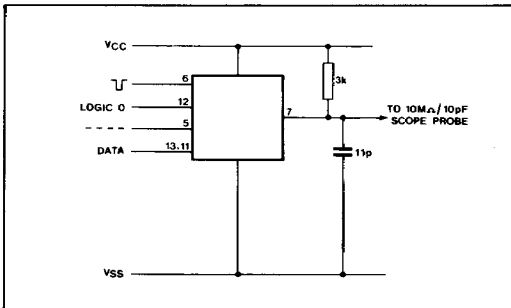 VCC
6
3k
LOGIC 0 12
7
TO 10MΩ/10pF
SCOPE PROBE
5
DATA 13,11
11p
VSS